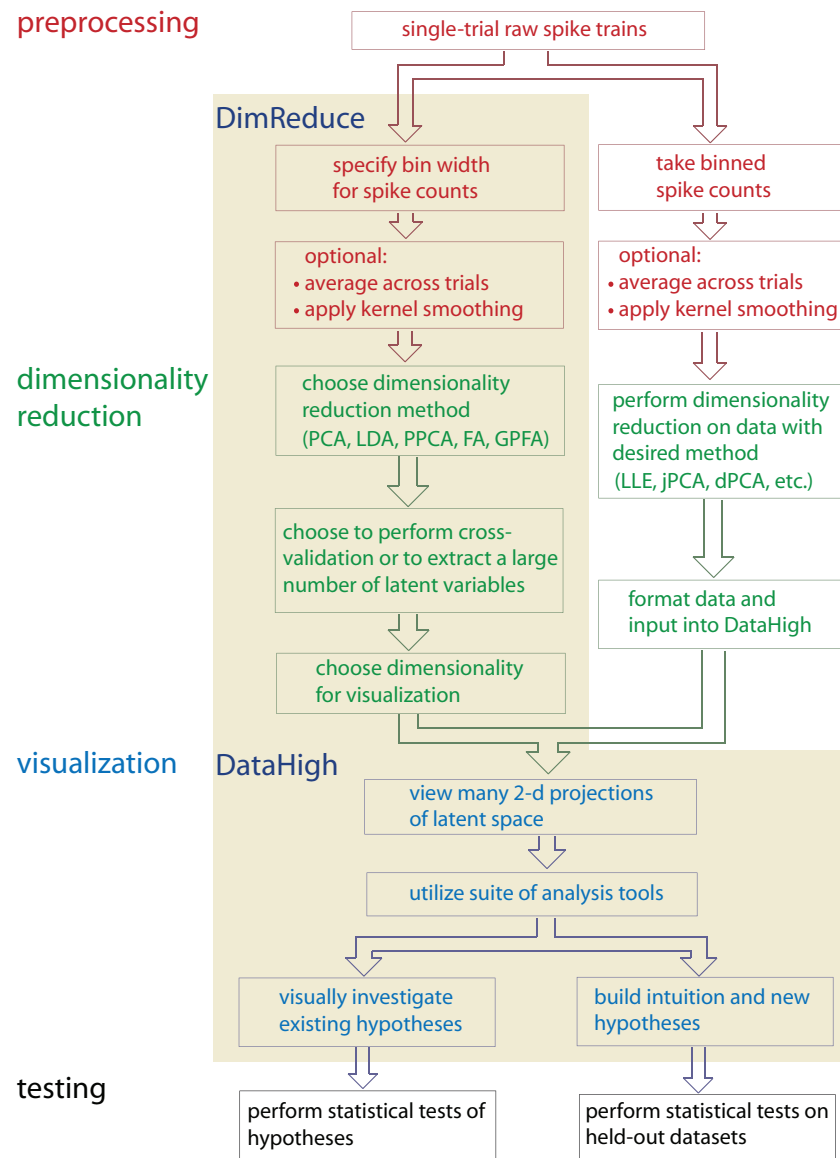 preprocessing
single-trial raw spike trains
DimReduce
specify bin width
for spike counts
take binned
spike counts
optional:
• average across trials
• apply kernel smoothing
optional:
• average across trials
• apply kernel smoothing
dimensionality
reduction
choose dimensionality
reduction method
(PCA, LDA, PPCA, FA, GPFA)
perform dimensionality
reduction on data with
desired method
(LLE, jPCA, dPCA, etc.)
choose to perform cross-
validation or to extract a large
number of latent variables
format data and
input into DataHigh
choose dimensionality
for visualization
visualization
DataHigh
view many 2-d projections
of latent space
utilize suite of analysis tools
visually investigate
existing hypotheses
build intuition and new
hypotheses
testing
perform statistical tests of
hypotheses
perform statistical tests on
held-out datasets